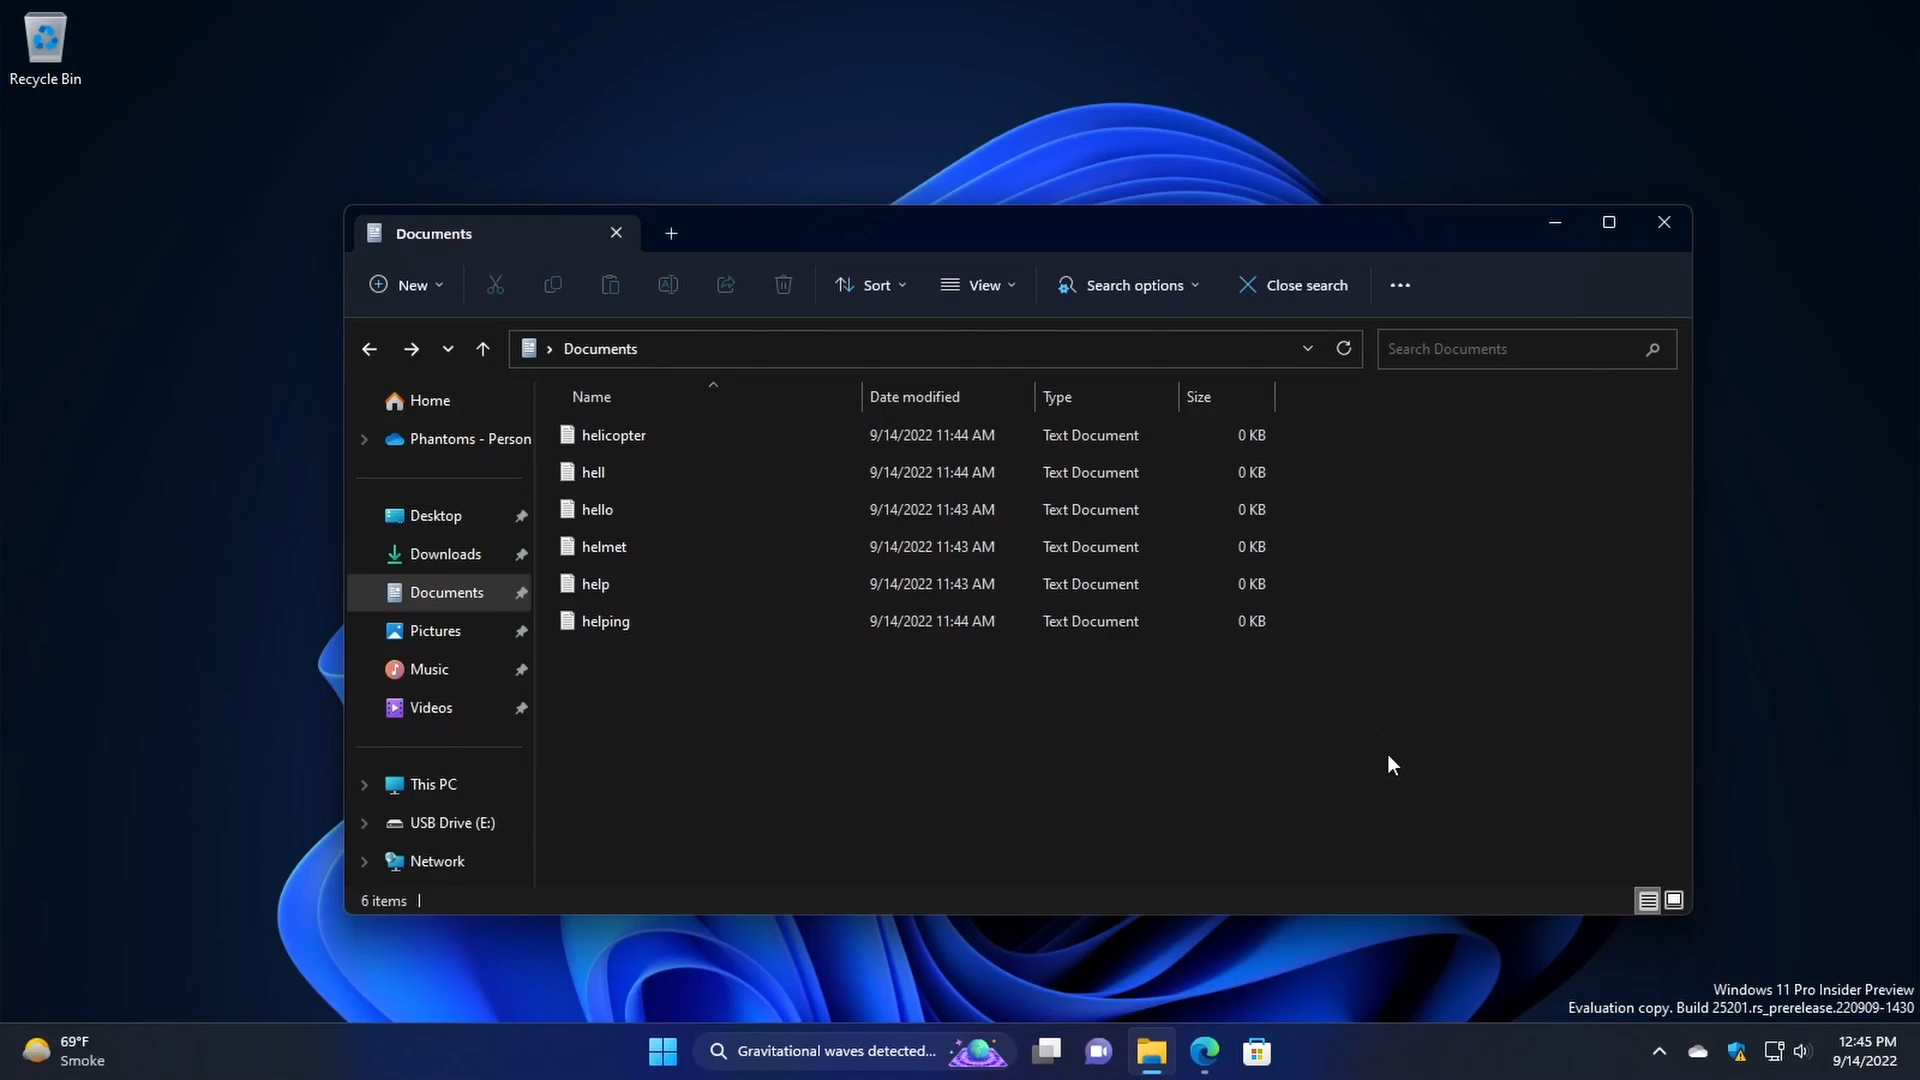 Recycle Bin
Documents
New
Sort
View
Search options
Close search
Documents
Search Documents
Home
Phantoms - Person
Desktop
Downloads
Documents
Pictures
Music
Videos
This PC
USB Drive (E:)
Network
Name Date modified Type Size
helicopter 9/14/2022 11:44 AM Text Document 0 KB
hell 9/14/2022 11:44 AM Text Document 0 KB
hello 9/14/2022 11:43 AM Text Document 0 KB
helmet 9/14/2022 11:43 AM Text Document 0 KB
help 9/14/2022 11:43 AM Text Document 0 KB
helping 9/14/2022 11:44 AM Text Document 0 KB
6 items
Windows 11 Pro Insider Preview
Evaluation copy. Build 25201.rs_prerelease.220909-1430
69°F
Smoke
Gravitational waves detected...
12:45 PM
9/14/2022